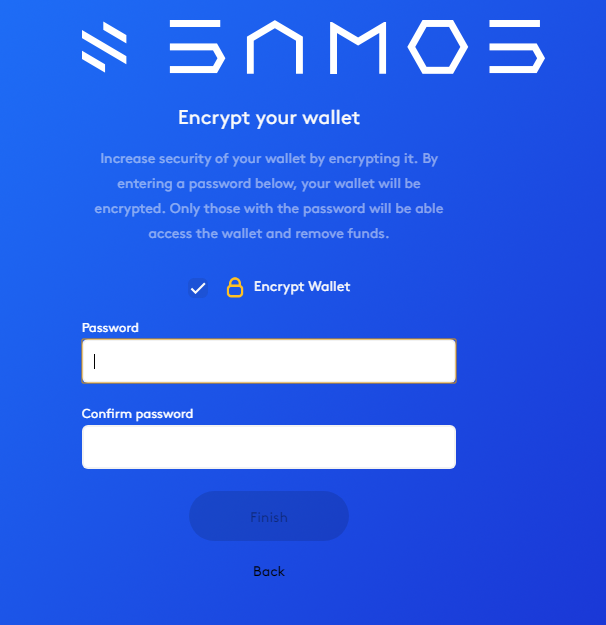 SAMOS
Encrypt your wallet
Increase security of your wallet by encrypting it. By
entering a password below, your wallet will be
encrypted. Only those with the password will be able
access the wallet and remove funds.
Encrypt Wallet
Password
Confirm password
Finish
Back